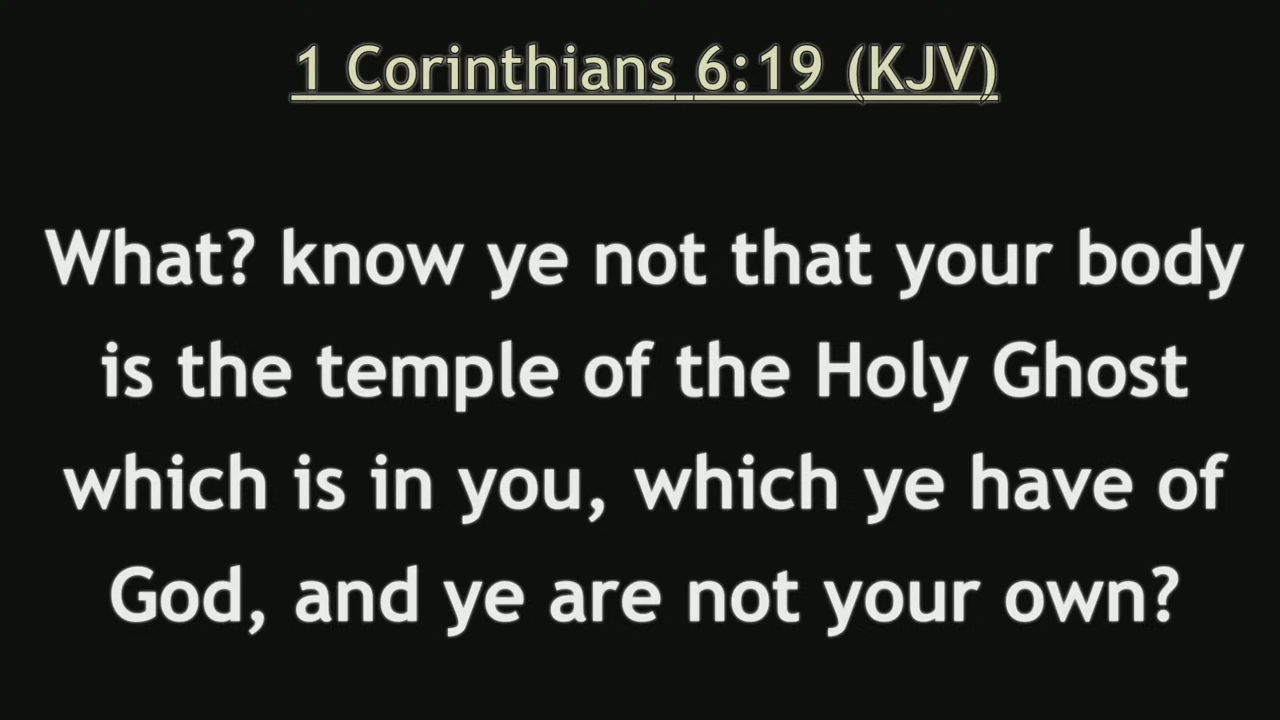 1 Corinthians 6:19 (KJV)
What? know ye not that your body
is the temple of the Holy Ghost
which is in you, which ye have of
God, and ye are not your own?